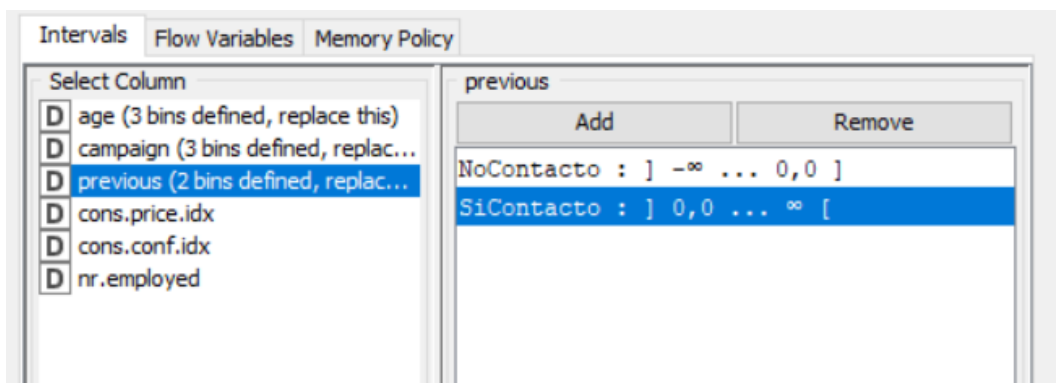 Intervals Flow Variables Memory Policy
Select Column
D age (3 bins defined, replace this)
D campaign (3 bins defined, replac...
D previous (2 bins defined, replac...
D cons.price.idx
D cons.conf.idx
D nr.employed
previous
Add Remove
NoContacto : ] -∞ ... 0,0 ]
SiContacto : ] 0,0 ... ∞ [